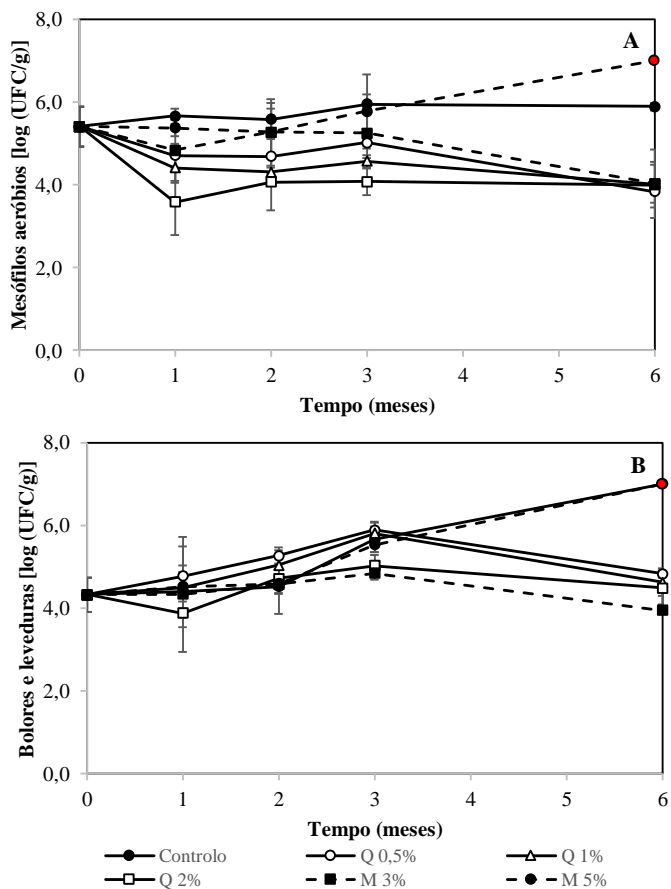 8,0
A
6,0
4,0
2,0
0,0
Mesófilos aeróbios [log (UFC/g)]
0 1 2 3 4 5 6
Tempo (meses)
8,0
B
6,0
4,0
2,0
0,0
Bolores e leveduras [log (UFC/g)]
0 1 2 3 4 5 6
Tempo (meses)
Controlo Q 0,5% Q 1%
Q 2% M 3% M 5%